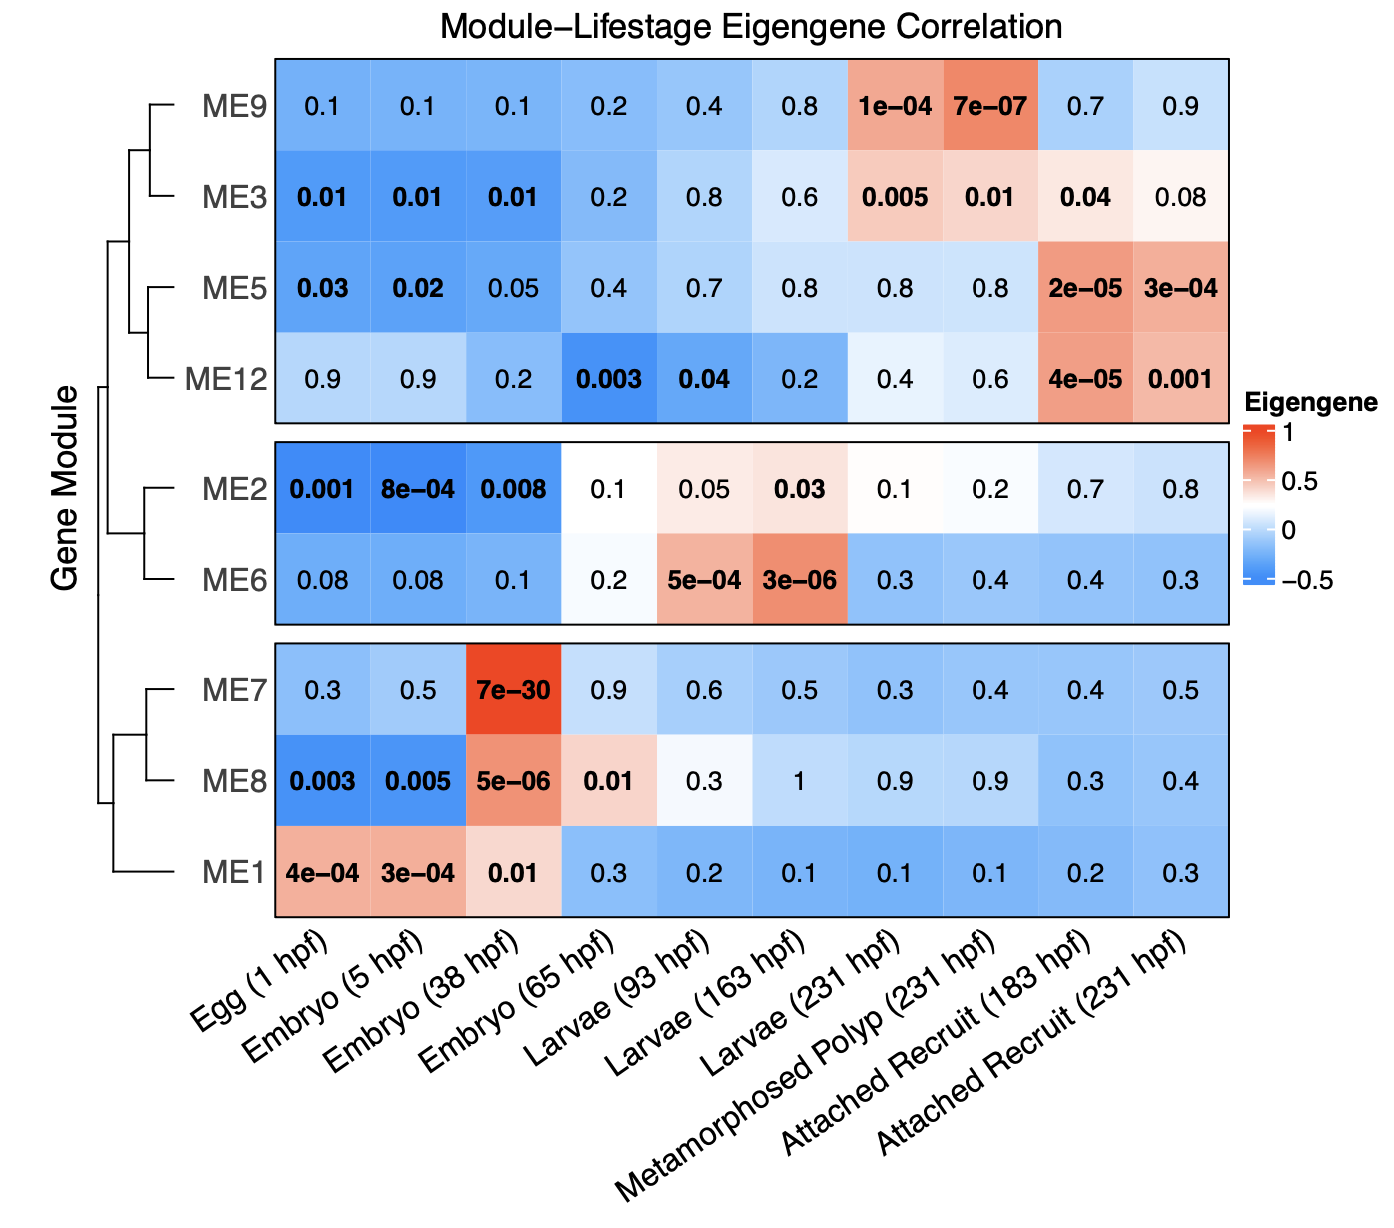 Module−Lifestage Eigengene Correlation
Gene Module
ME9 0.1 0.1 0.1 0.2 0.4 0.8 1e−04 7e−07 0.7 0.9
ME3 0.01 0.01 0.01 0.2 0.8 0.6 0.005 0.01 0.04 0.08
ME5 0.03 0.02 0.05 0.4 0.7 0.8 0.8 0.8 2e−05 3e−04
ME12 0.9 0.9 0.2 0.003 0.04 0.2 0.4 0.6 4e−05 0.001
ME2 0.001 8e−04 0.008 0.1 0.05 0.03 0.1 0.2 0.7 0.8
ME6 0.08 0.08 0.1 0.2 5e−04 3e−06 0.3 0.4 0.4 0.3
ME7 0.3 0.5 7e−30 0.9 0.6 0.5 0.3 0.4 0.4 0.5
ME8 0.003 0.005 5e−06 0.01 0.3 1 0.9 0.9 0.3 0.4
ME1 4e−04 3e−04 0.01 0.3 0.2 0.1 0.1 0.1 0.2 0.3
Egg (1 hpf)
Embryo (5 hpf)
Embryo (38 hpf)
Embryo (65 hpf)
Larvae (93 hpf)
Larvae (163 hpf)
Larvae (231 hpf)
Metamorphosed Polyp (231 hpf)
Attached Recruit (183 hpf)
Attached Recruit (231 hpf)
Eigengene
1
0.5
0
−0.5